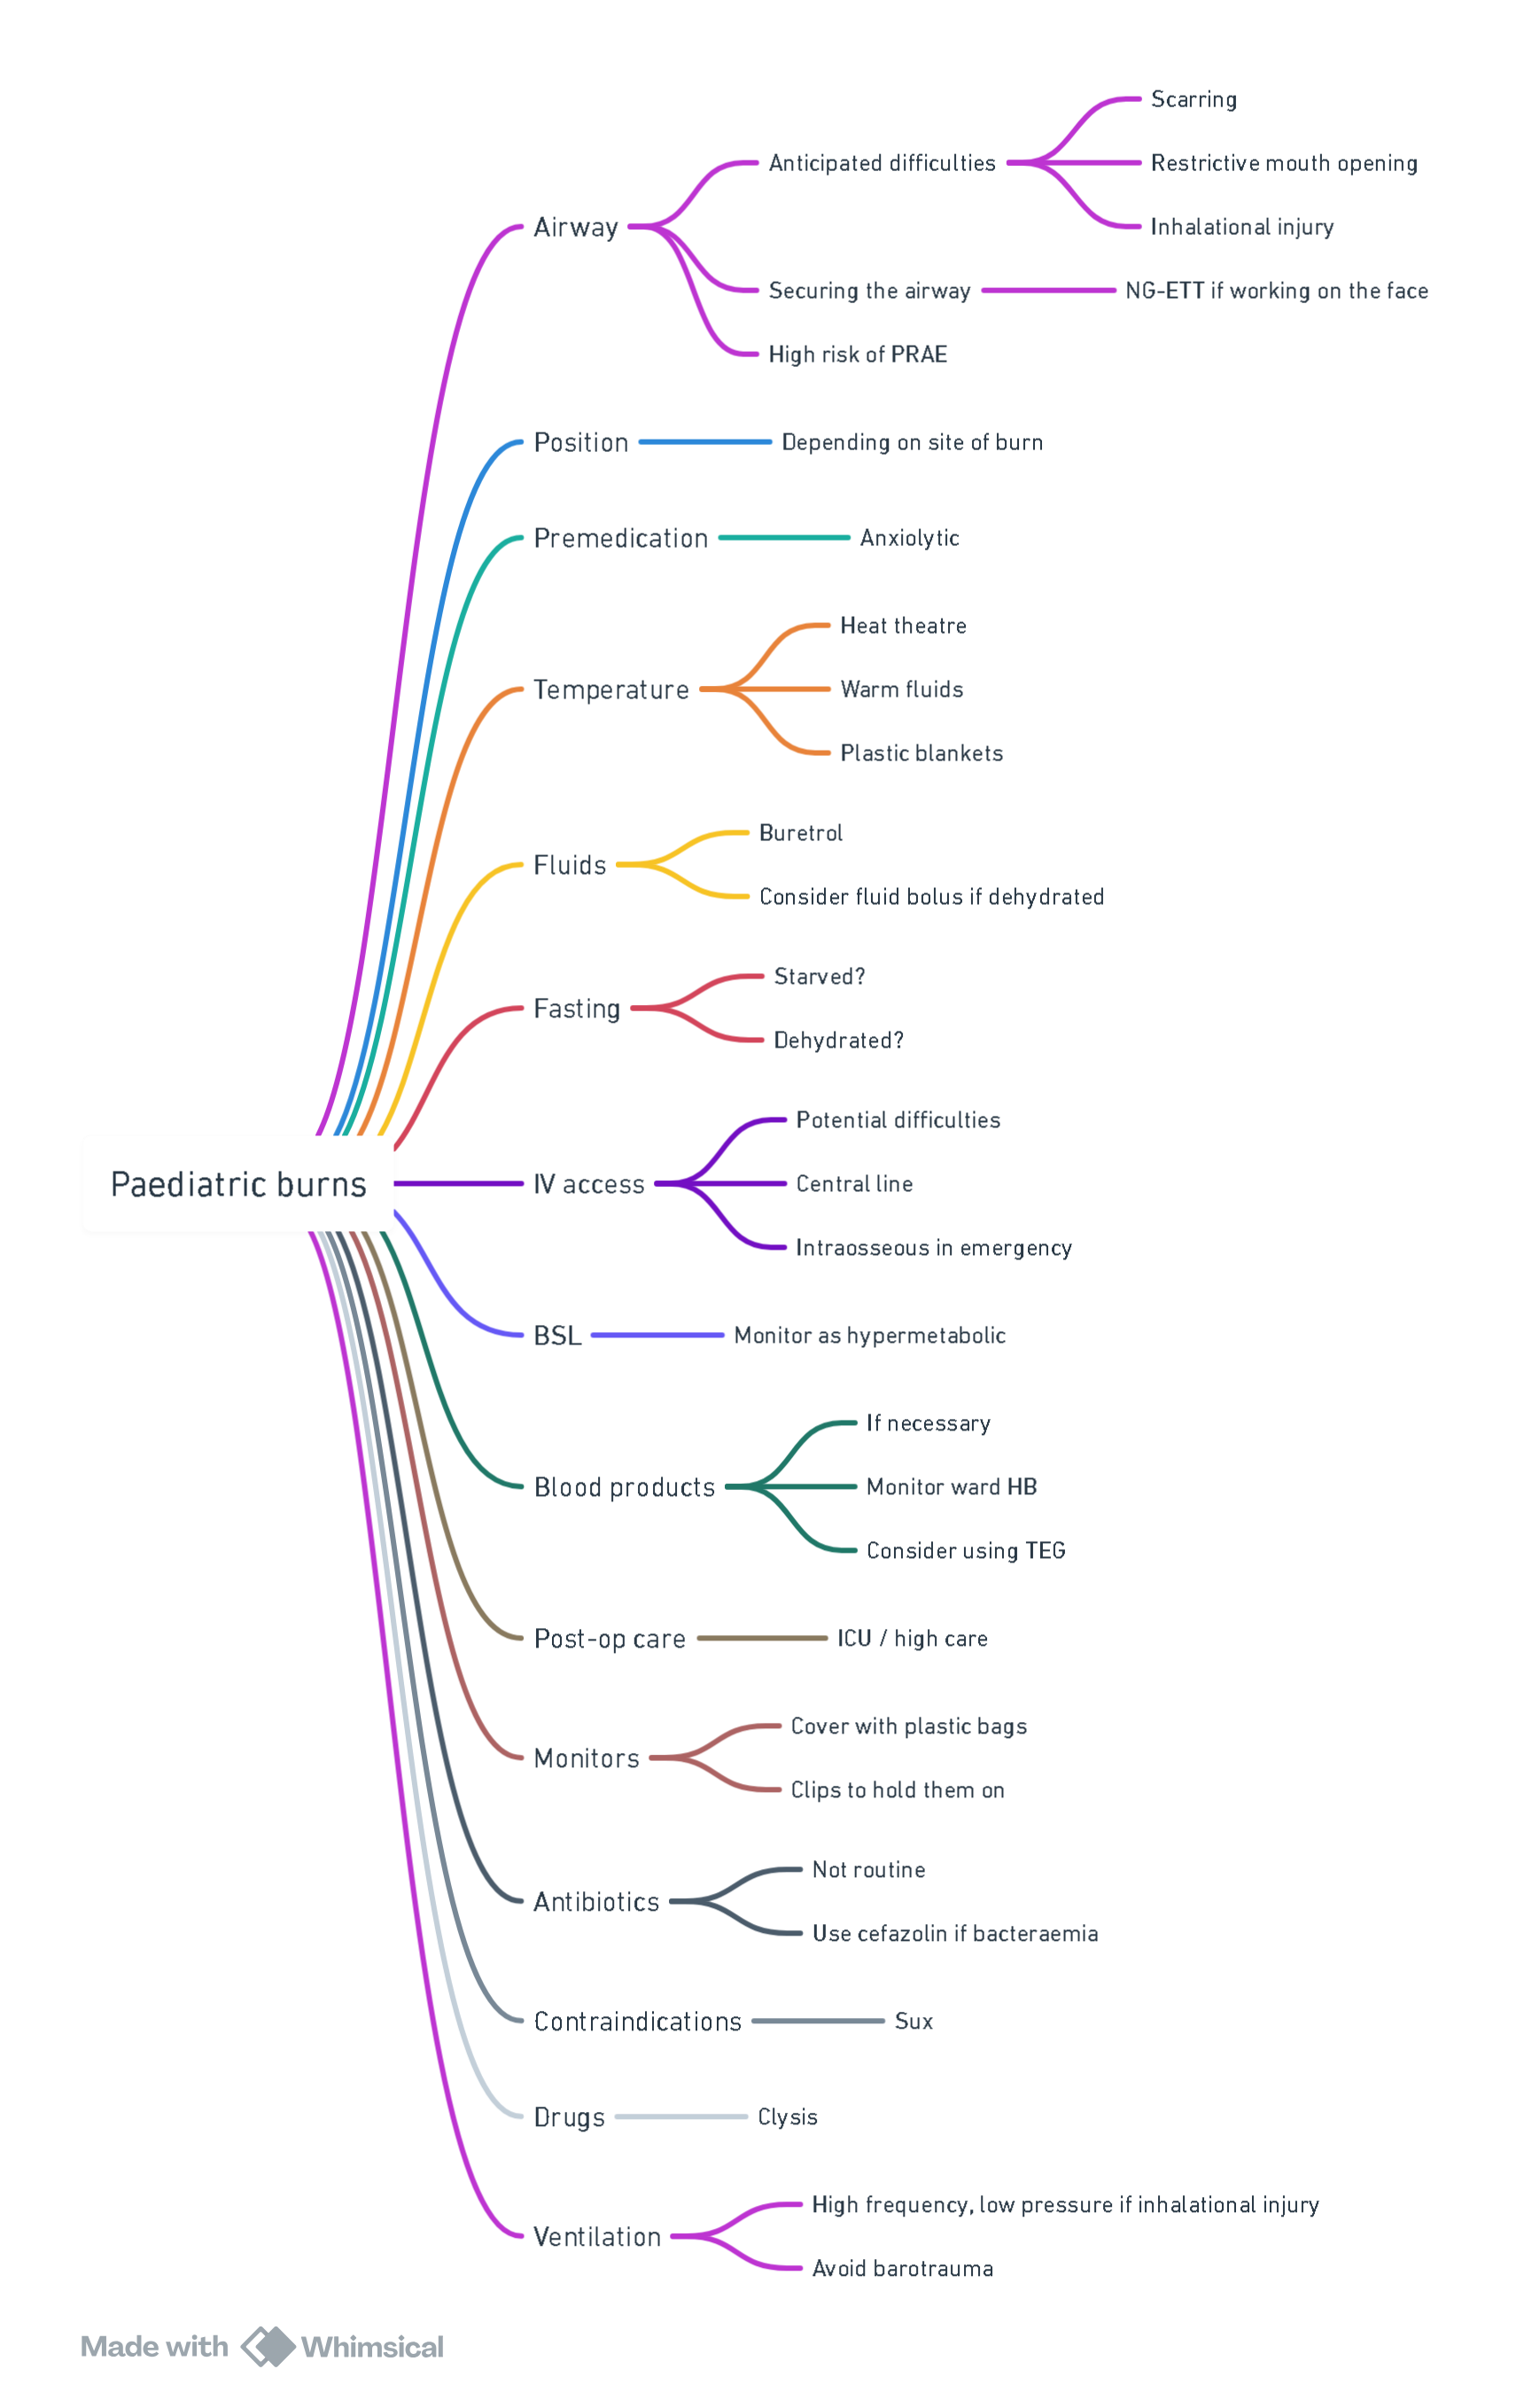 Scarring
Anticipated difficulties
Restrictive mouth opening
Airway
Inhalational injury
Securing the airway
NG-ETT if working on the face
High risk of PRAE
Position
Depending on site of burn
Premedication
Anxiolytic
Heat theatre
Temperature
Warm fluids
Plastic blankets
Buretrol
Fluids
Consider fluid bolus if dehydrated
Starved?
Fasting
Dehydrated?
Potential difficulties
Paediatric burns
IV access
Central line
Intraosseous in emergency
BSL
Monitor as hypermetabolic
If necessary
Blood products
Monitor ward HB
Consider using TEG
Post-op care
ICU / high care
Cover with plastic bags
Monitors
Clips to hold them on
Not routine
Antibiotics
Use cefazolin if bacteraemia
Contraindications
Sux
Drugs
Clysis
High frequency, low pressure if inhalational injury
Ventilation
Avoid barotrauma
Made with Whimsical